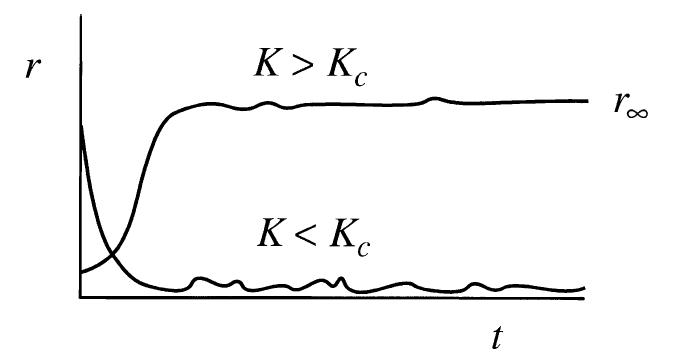 r
K > K_c
r_∞
K < K_c
t